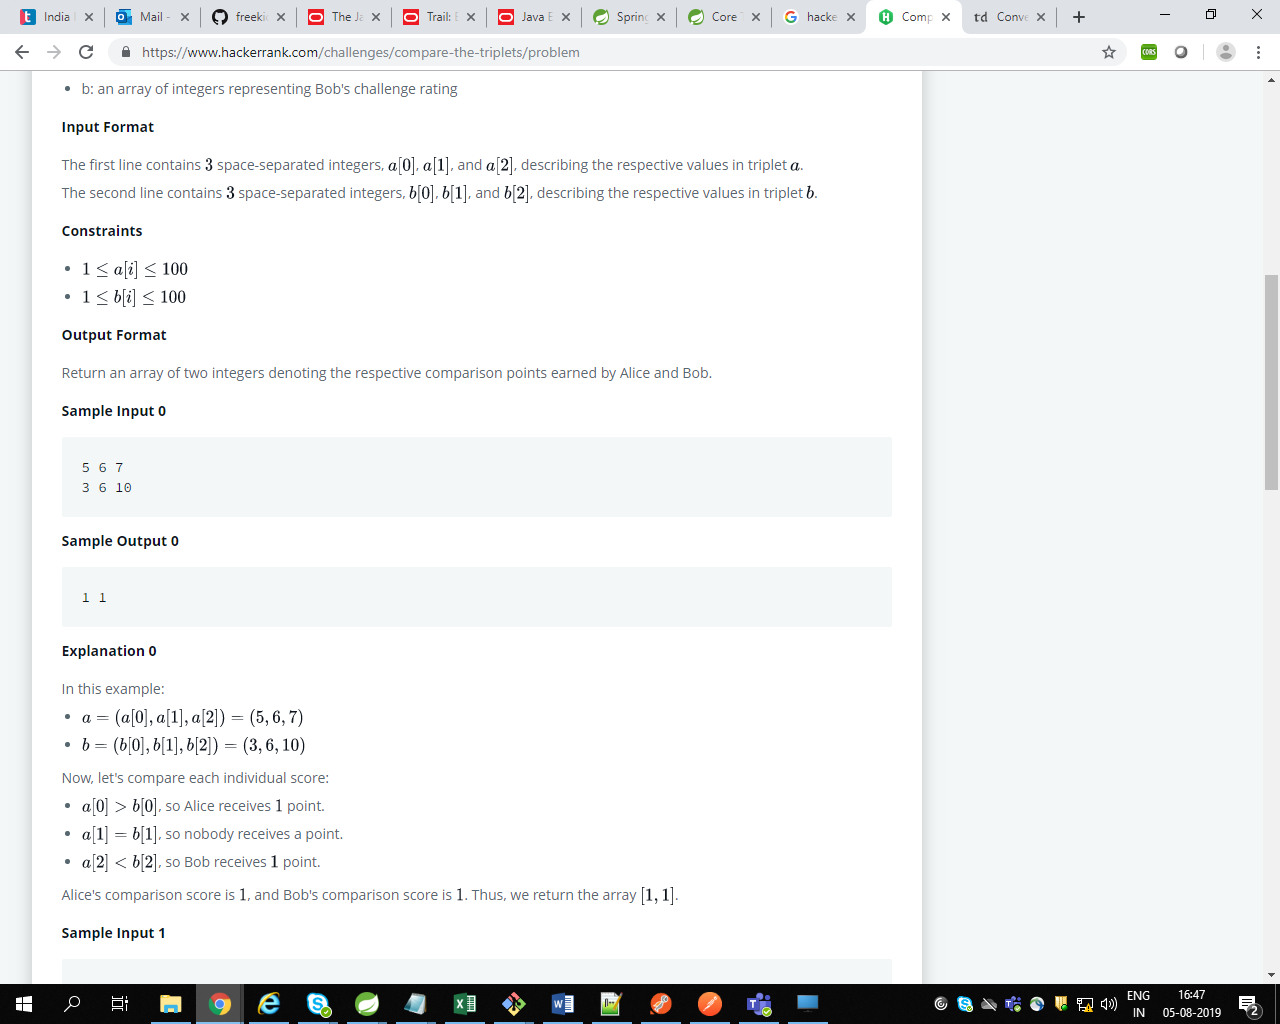 India
Mail -
freeki
The Ja
Trail:
Java E
Spring
Core
hacke
Comp
td Conve
https://www.hackerrank.com/challenges/compare-the-triplets/problem
CORS
b: an array of integers representing Bob's challenge rating
Input Format
The first line contains 3 space-separated integers, a[0], a[1], and a[2], describing the respective values in triplet a.
The second line contains 3 space-separated integers, b[0], b[1], and b[2], describing the respective values in triplet b.
Constraints
• 1 ≤ a[i] ≤ 100
• 1 ≤ b[i] ≤ 100
Output Format
Return an array of two integers denoting the respective comparison points earned by Alice and Bob.
Sample Input 0
5 6 7
3 6 10
Sample Output 0
1 1
Explanation 0
In this example:
• a = (a[0], a[1], a[2]) = (5, 6, 7)
• b = (b[0], b[1], b[2]) = (3, 6, 10)
Now, let's compare each individual score:
• a[0] > b[0], so Alice receives 1 point.
• a[1] = b[1], so nobody receives a point.
• a[2] < b[2], so Bob receives 1 point.
Alice's comparison score is 1, and Bob's comparison score is 1. Thus, we return the array [1, 1].
Sample Input 1
ENG
IN
16:47
05-08-2019
2